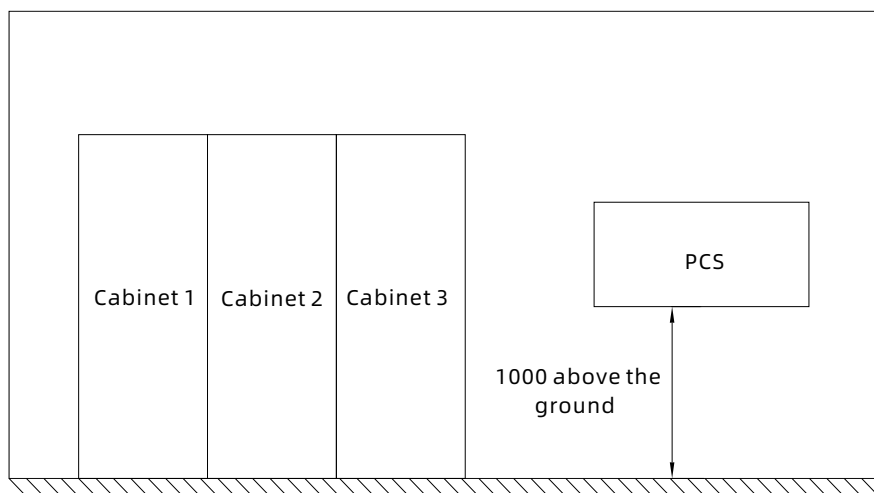 PCS
Cabinet 1
Cabinet 2
Cabinet 3
1000 above the
ground